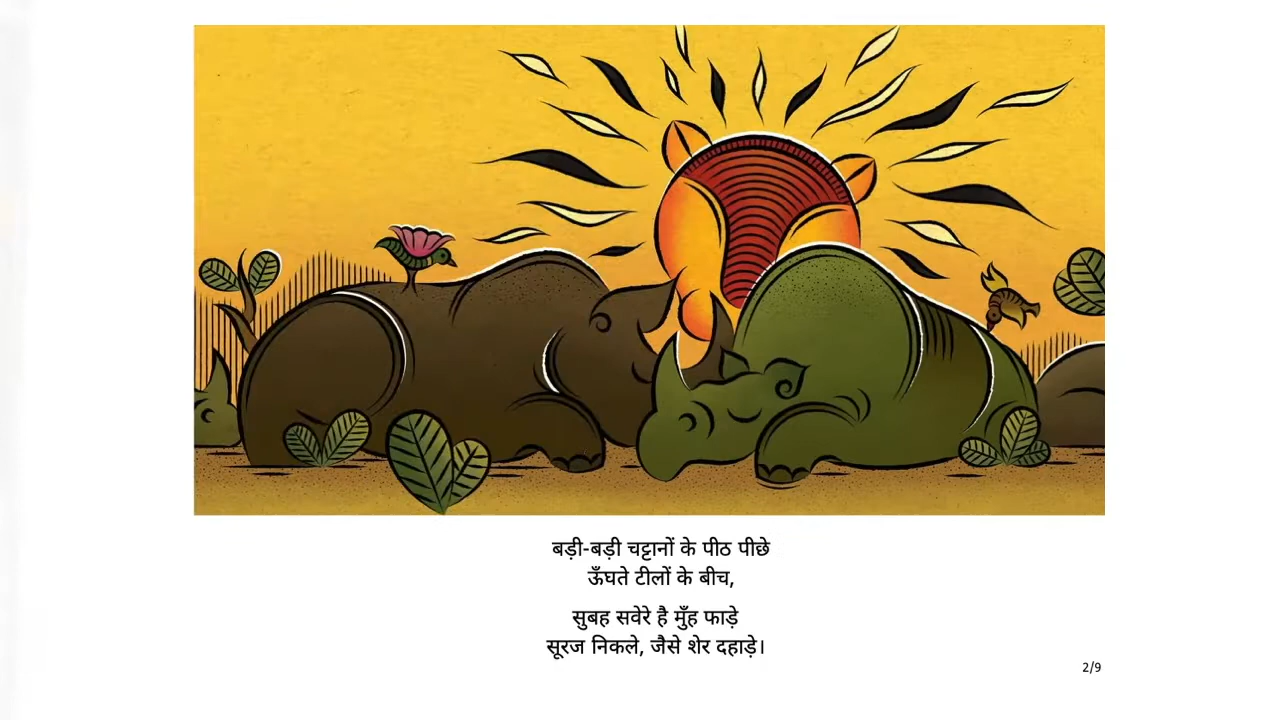 बड़ी-बड़ी चट्टानों के पीठ पीछे
ऊँघते टीलों के बीच,
सुबह सवेरे है मुँह फाड़े
सूरज निकले, जैसे शेर दहाड़े।
2/9